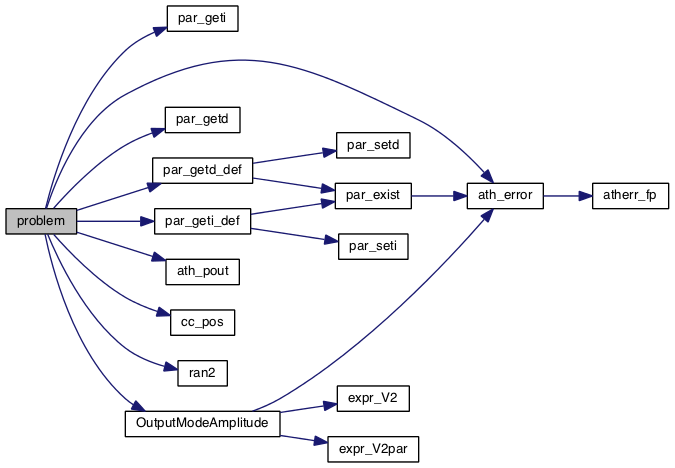 par_geti
par_getd
par_setd
par_getd_def
par_exist
ath_error
atherr_fp
problem
par_geti_def
par_seti
ath_pout
cc_pos
ran2
expr_V2
OutputModeAmplitude
expr_V2par